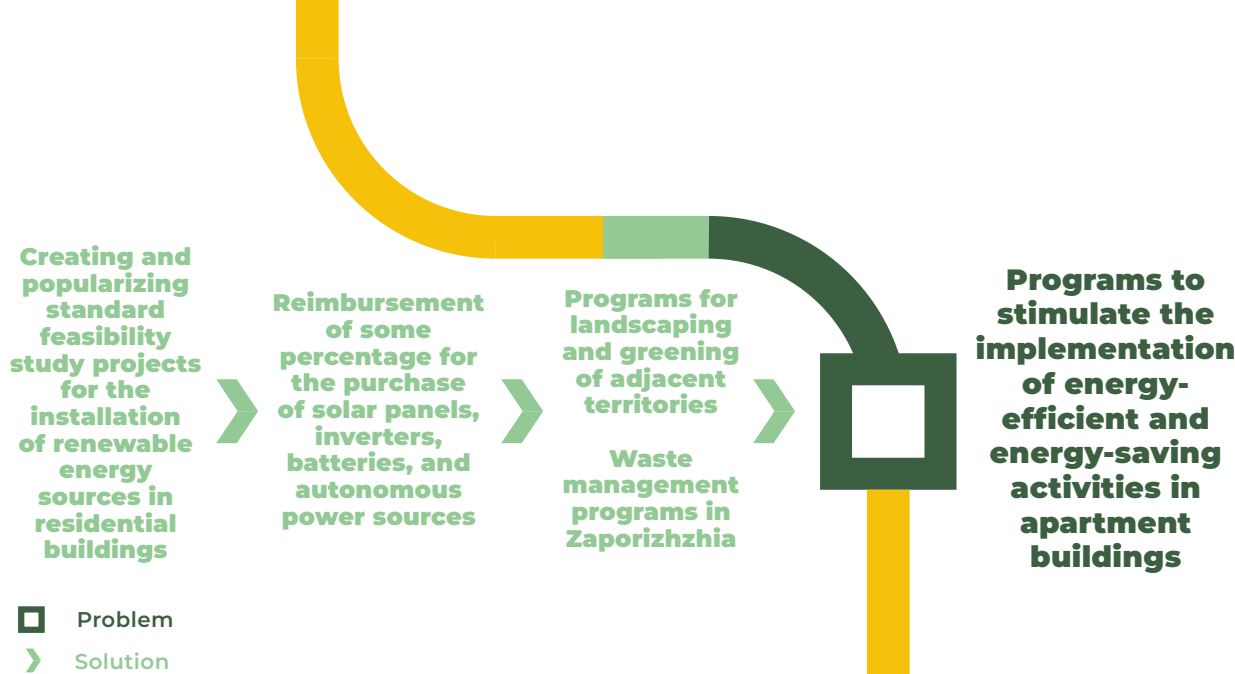 Creating and
popularizing
standard
feasibility
study projects
for the
installation
of renewable
energy
sources in
residential
buildings
Reimbursement
of some
percentage for
the purchase
of solar panels,
inverters,
batteries, and
autonomous
power sources
Programs for
landscaping
and greening
of adjacent
territories
Waste
management
programs in
Zaporizhzhia
Programs to
stimulate the
implementation
of energy-
efficient and
energy-saving
activities in
apartment
buildings
Problem
Solution